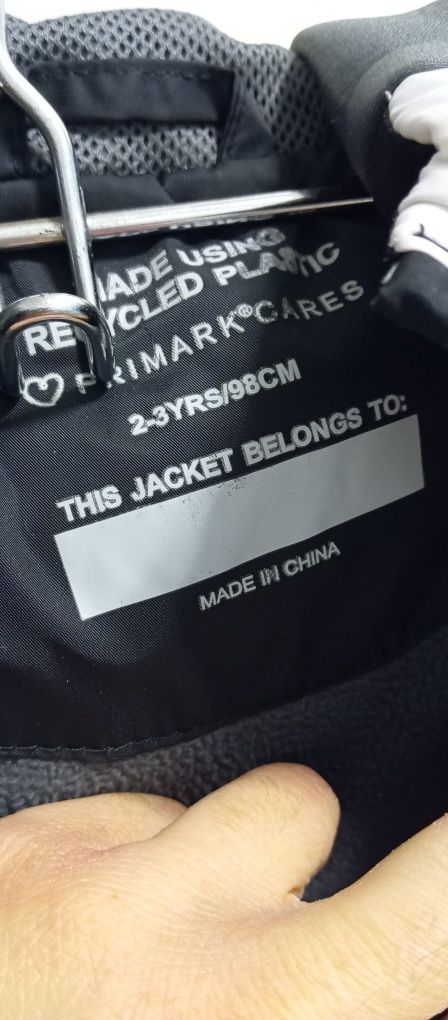 MADE USING
RECYCLED PLASTIC
PRIMARK®CARES
2-3YRS/98CM
THIS JACKET BELONGS TO:
MADE IN CHINA